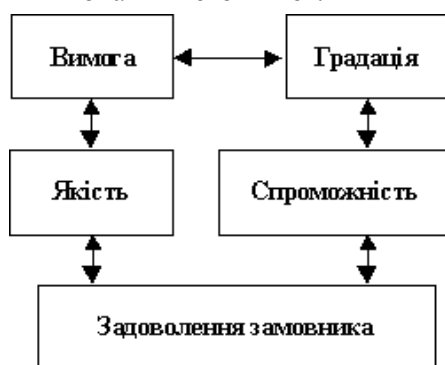 Вимога
Градація
Якість
Спроможність
Задоволення замовника